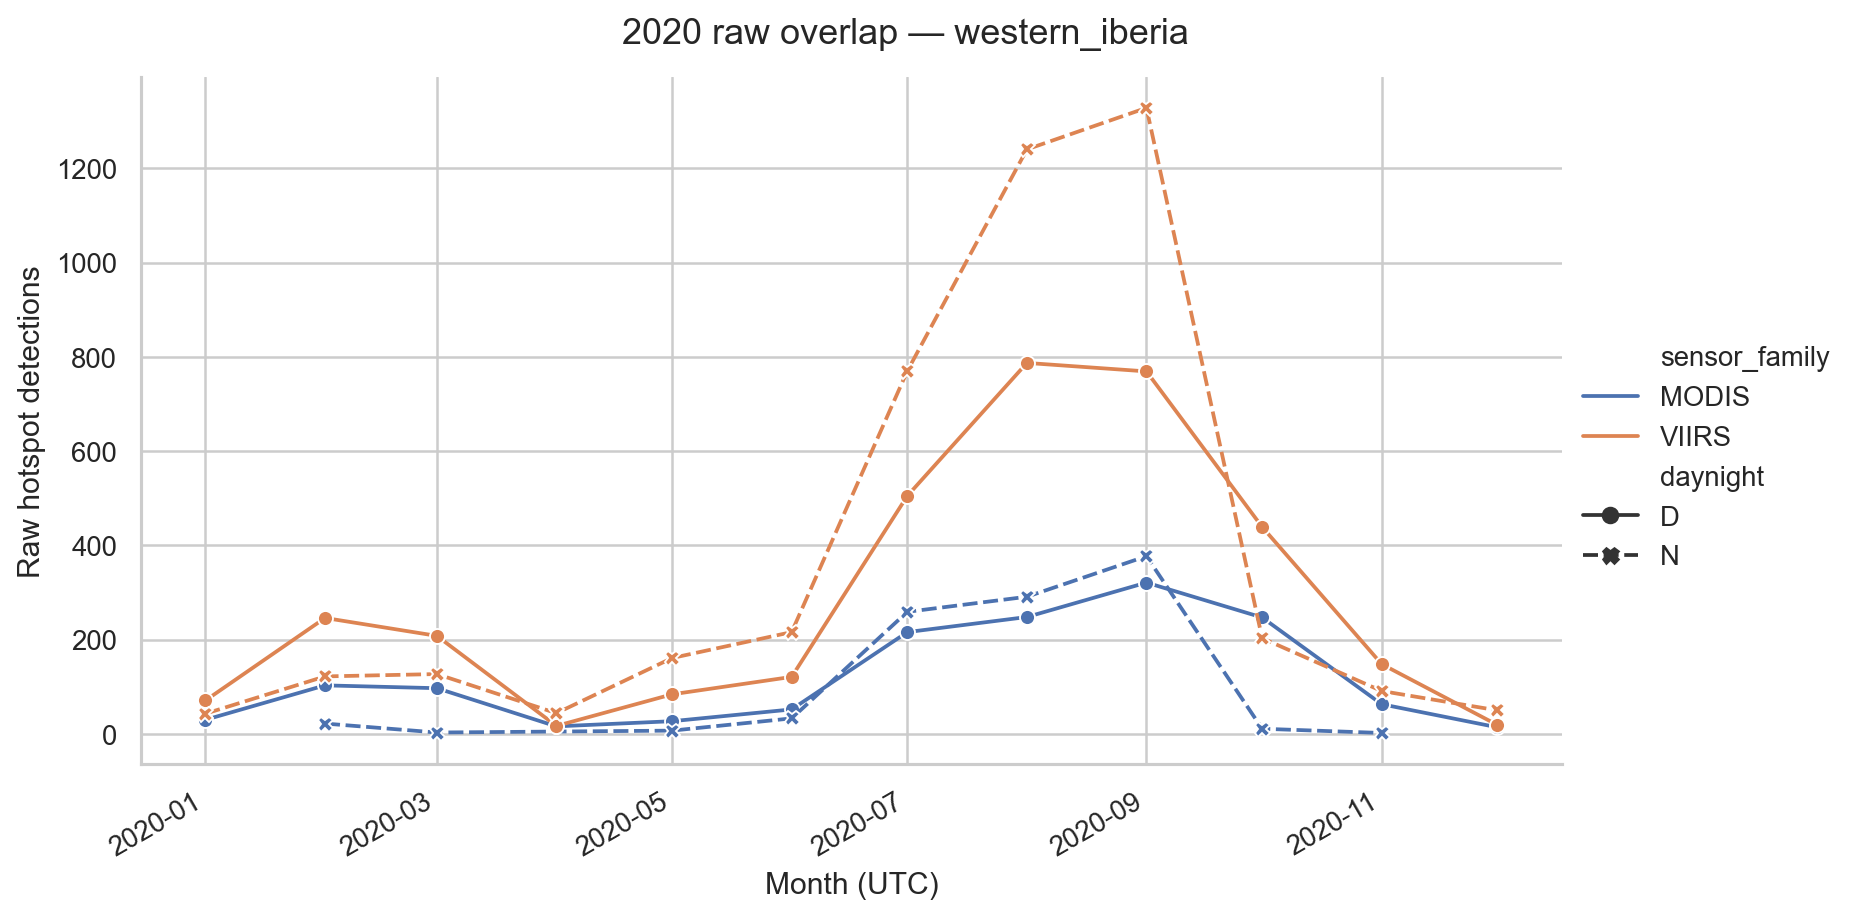 2020 raw overlap — western_iberia
Raw hotspot detections
1200
1000
800
600
400
200
0
2020-01
2020-03
2020-05
2020-07
2020-09
2020-11
Month (UTC)
sensor_family
MODIS
VIIRS
daynight
D
N